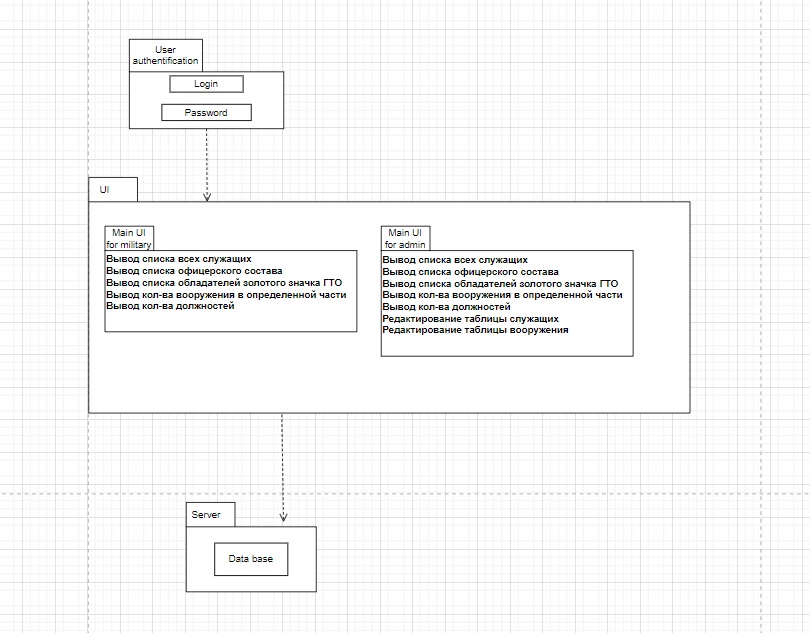 User
authentification
Login
Password
UI
Main UI
for military
Вывод списка всех служащих
Вывод списка офицерского состава
Вывод списка обладателей золотого значка ГТО
Вывод кол-ва вооружения в определенной части
Вывод кол-ва должностей
Main UI
for admin
Вывод списка всех служащих
Вывод списка офицерского состава
Вывод списка обладателей золотого значка ГТО
Вывод кол-ва вооружения в определенной части
Вывод кол-ва должностей
Редактирование таблицы служащих
Редактирование таблицы вооружения
Server
Data base